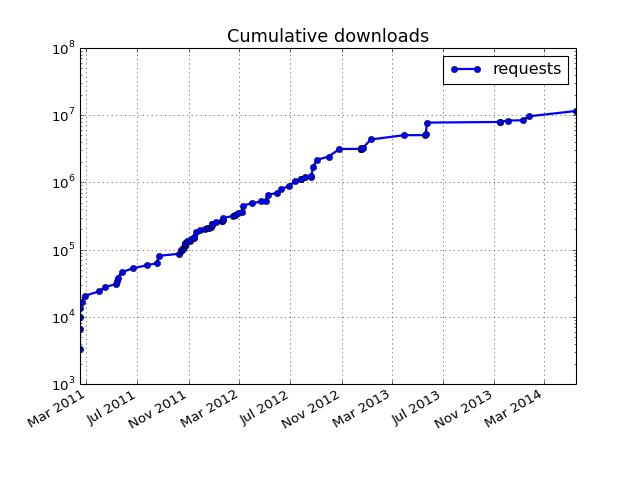 Cumulative downloads
requests
10^8
10^7
10^6
10^5
10^4
10^3
Mar 2011
Jul 2011
Nov 2011
Mar 2012
Jul 2012
Nov 2012
Mar 2013
Jul 2013
Nov 2013
Mar 2014